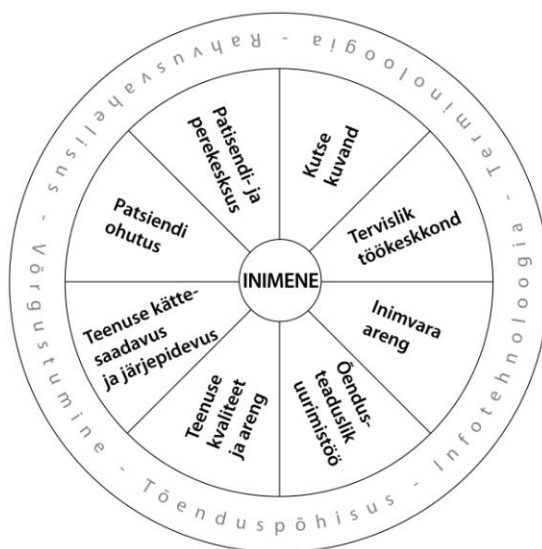 Rahvusvahelisus - Terminoloogia - Infotehnoloogia - Tõenduspõhisus - Võrgustumine -
Patisendi- ja
perekesksus
Kutse
kuvand
Tervislik
töökeskkond
Inimvara
areng
Õendus-
teaduslik
uurimistöö
Teenuse
kvaliteet
ja areng
Teenuse kätte-
saadavus
ja järjepidevus
Patsiendi
ohutus
INIMENE